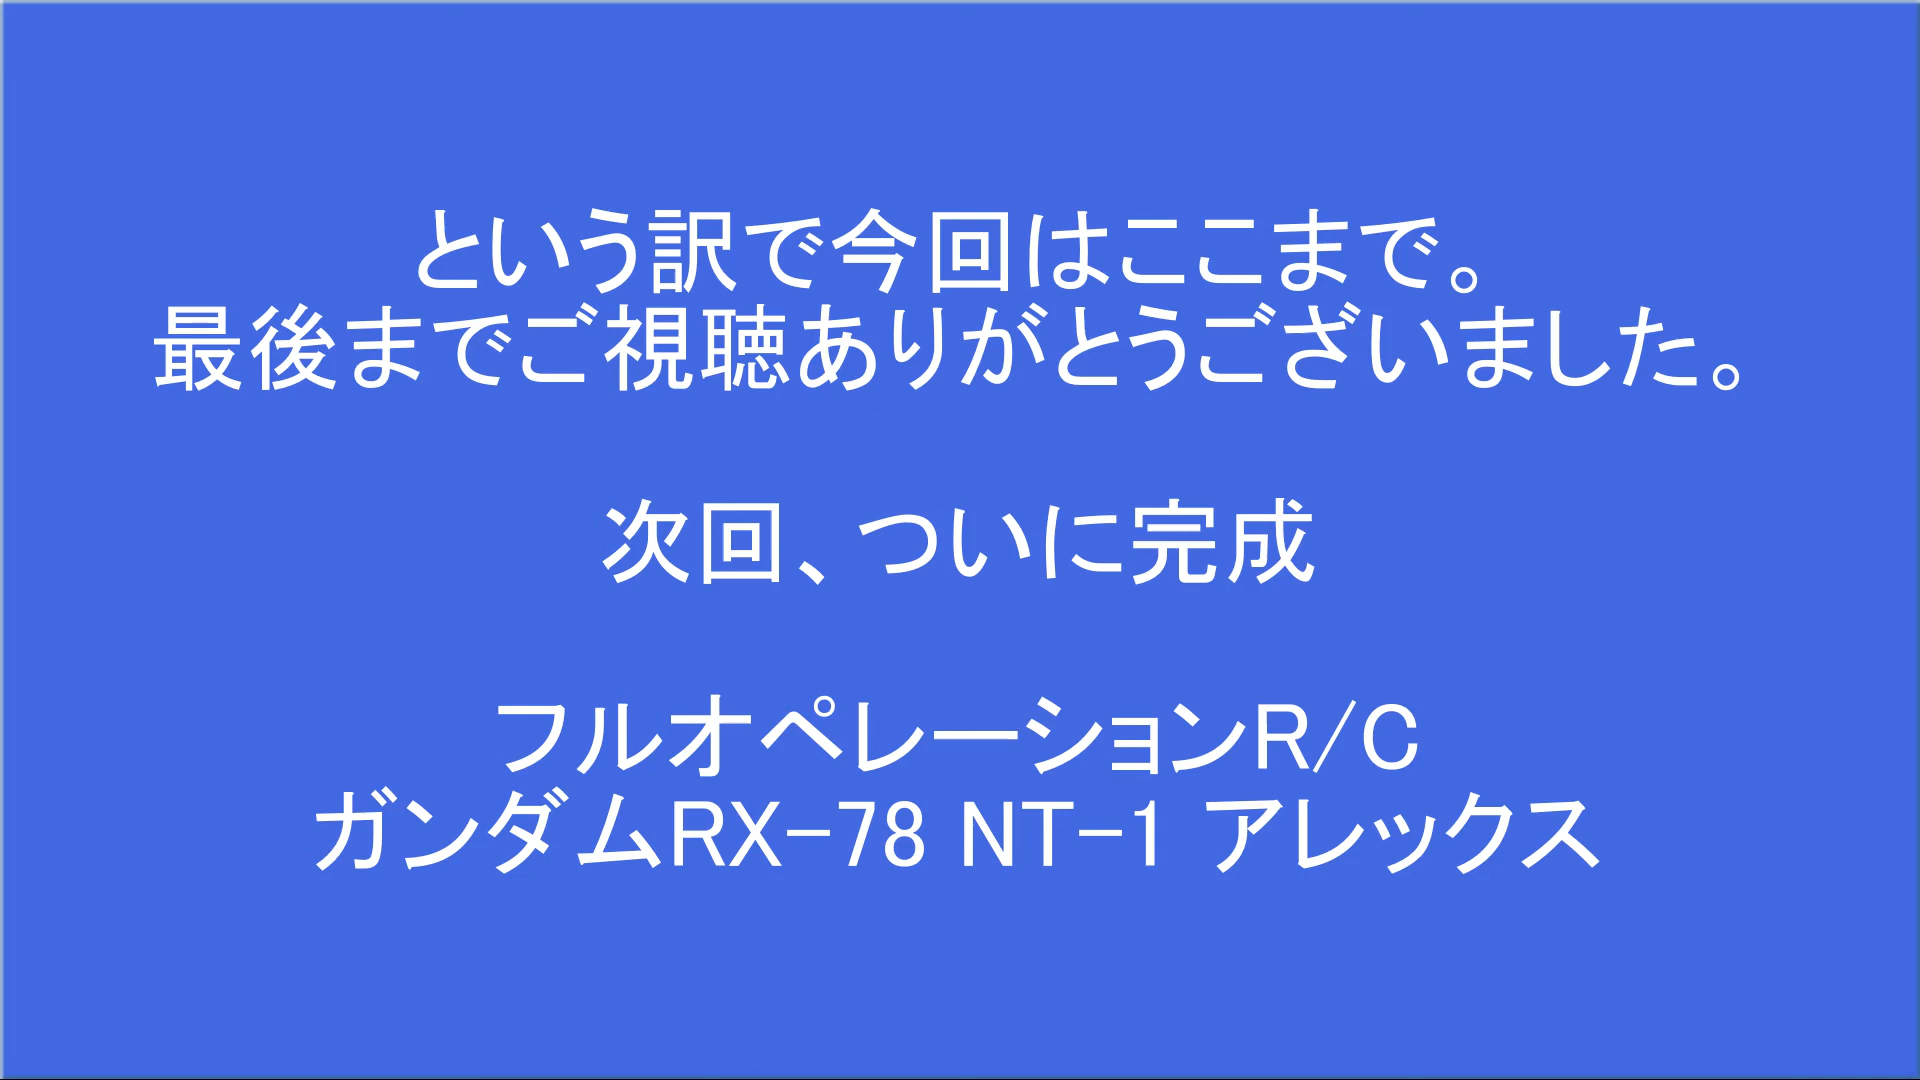 という訳で今回はここまで。
最後までご視聴ありがとうございました。
次回、ついに完成
フルオペレーションR/C
ガンダムRX-78 NT-1 アレックス